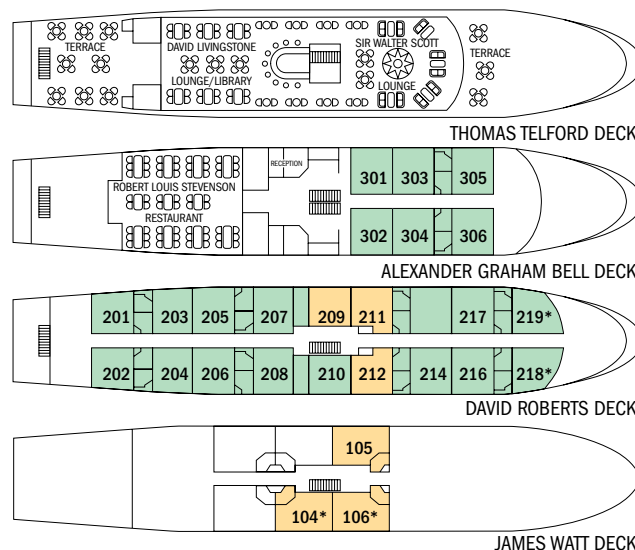 TERRACE
DAVID LIVINGSTONE
LOUNGE/LIBRARY
SIR WALTER SCOTT
LOUNGE
TERRACE
THOMAS TELFORD DECK
ROBERT LOUIS STEVENSON
RESTAURANT
RECEPTION
301 303 305
302 304 306
ALEXANDER GRAHAM BELL DECK
201 203 205 207 209 211 217 219*
202 204 206 208 210 212 214 216 218*
DAVID ROBERTS DECK
105
104* 106*
JAMES WATT DECK